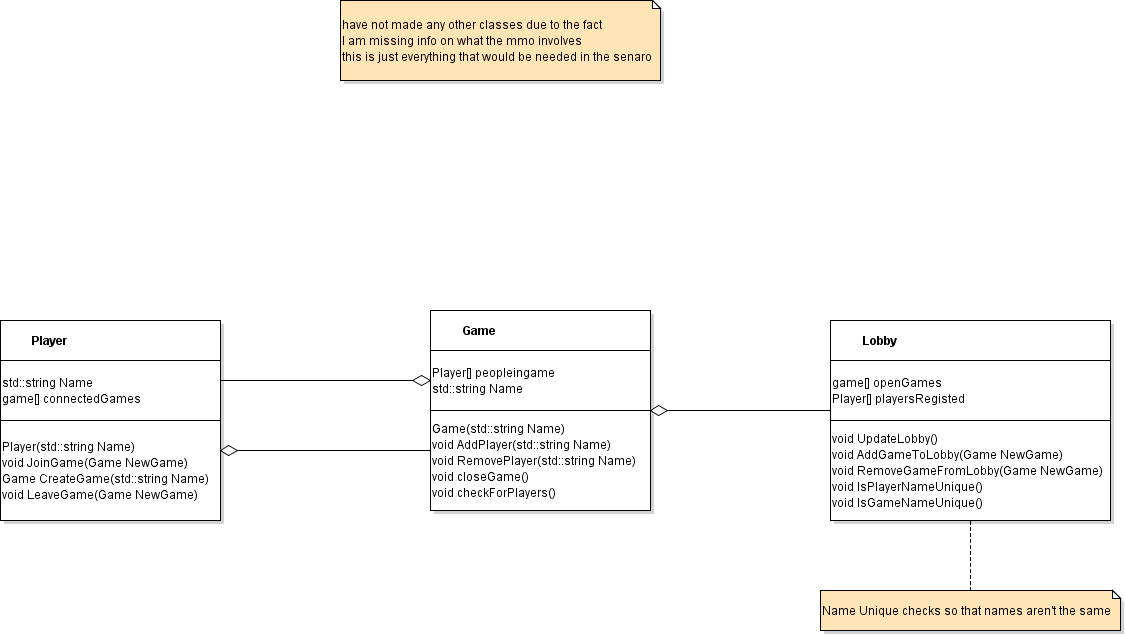 have not made any other classes due to the fact
I am missing info on what the mmo involves
this is just everything that would be needed in the senaro
Player
std::string Name
game[] connectedGames
Player(std::string Name)
void JoinGame(Game NewGame)
Game CreateGame(std::string Name)
void LeaveGame(Game NewGame)
Game
Player[] peopleingame
std::string Name
Game(std::string Name)
void AddPlayer(std::string Name)
void RemovePlayer(std::string Name)
void closeGame()
void checkForPlayers()
Lobby
game[] openGames
Player[] playersRegisted
void UpdateLobby()
void AddGameToLobby(Game NewGame)
void RemoveGameFromLobby(Game NewGame)
void IsPlayerNameUnique()
void IsGameNameUnique()
Name Unique checks so that names aren't the same